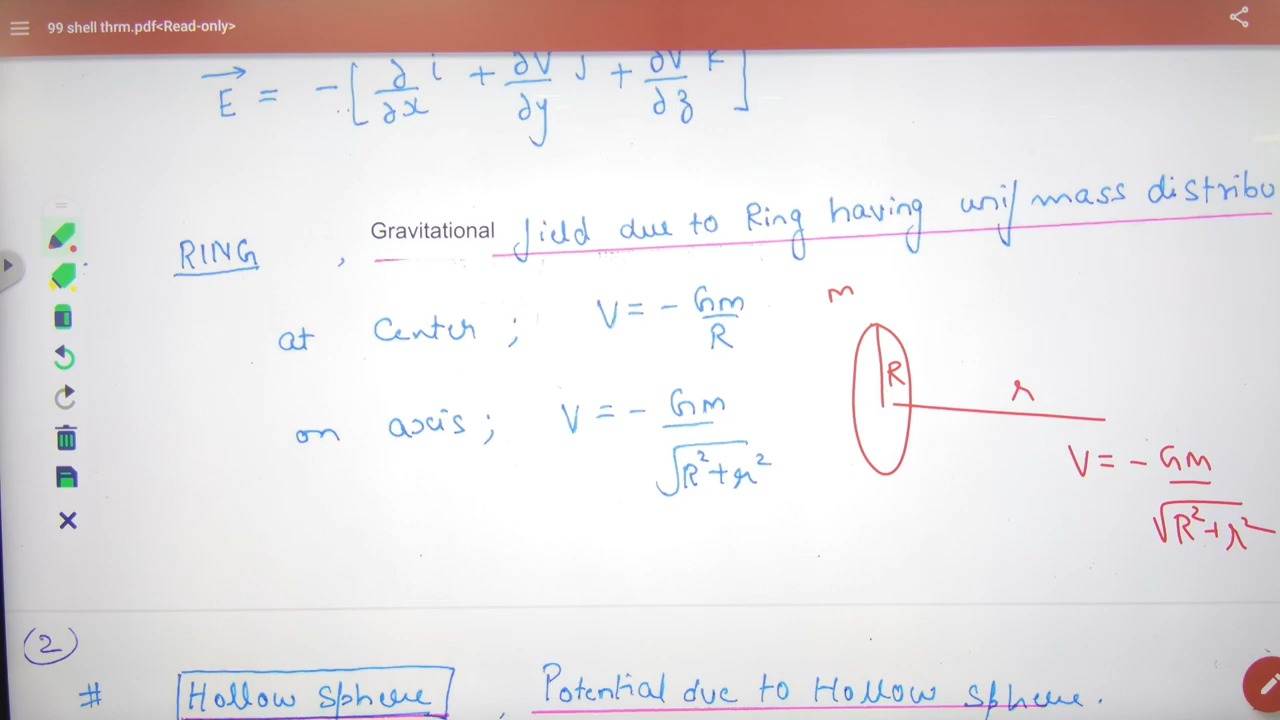 99 shell thrm.pdf<Read-only>
E = - [ ∂/∂x i + ∂V/∂y j + ∂V/∂z k ]
RING , Gravitational field due to Ring having unif mass distribu
at Center ; V = - Gm/R
on axis ; V = - Gm/√R²+r²
m
R
r
V = - Gm/√R²+r²
2
# Hollow Sphere , Potential due to Hollow sphere.